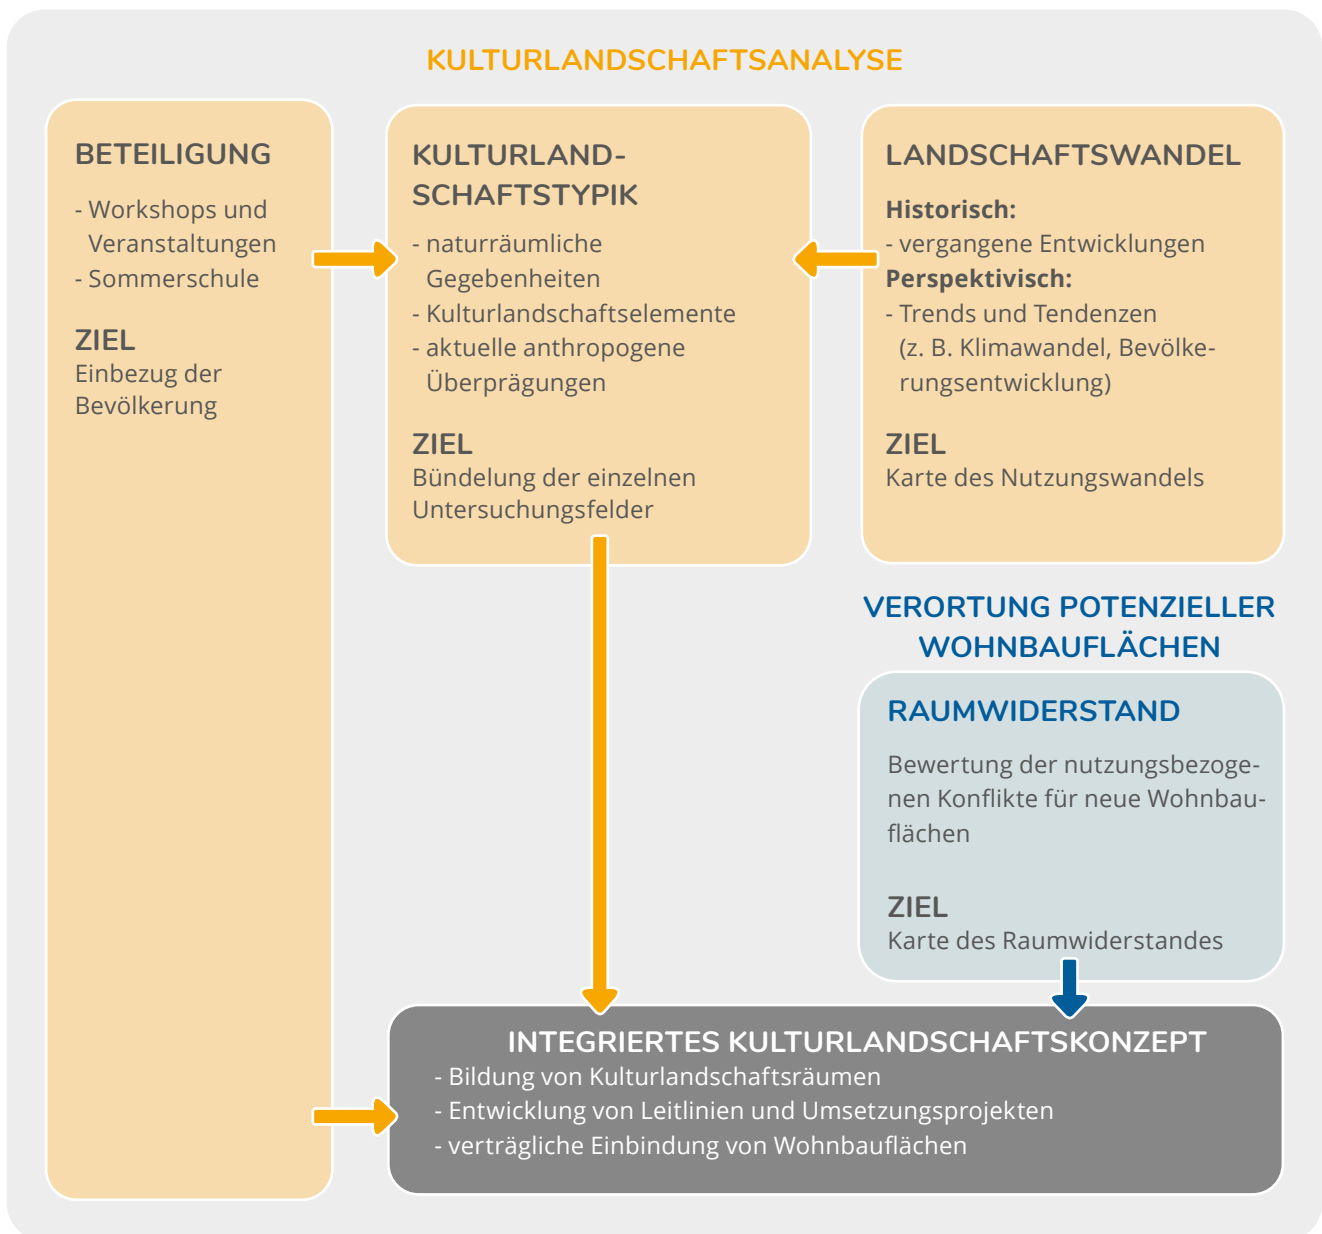 KULTURLANDSCHAFTSANALYSE
BETEILIGUNG
- Workshops und
Veranstaltungen
- Sommerschule
ZIEL
Einbezug der
Bevölkerung
KULTURLAND-
SCHAFTSTYPIK
- naturräumliche
Gegebenheiten
- Kulturlandschaftselemente
- aktuelle anthropogene
Überprägungen
ZIEL
Bündelung der einzelnen
Untersuchungsfelder
LANDSCHAFTSWANDEL
Historisch:
- vergangene Entwicklungen
Perspektivisch:
- Trends und Tendenzen
(z. B. Klimawandel, Bevölke-
rungsentwicklung)
ZIEL
Karte des Nutzungswandels
VERORTUNG POTENZIELLER
WOHNBAUFLÄCHEN
RAUMWIDERSTAND
Bewertung der nutzungsbezoge-
nen Konflikte für neue Wohnbau-
flächen
ZIEL
Karte des Raumwiderstandes
INTEGRIERTES KULTURLANDSCHAFTSKONZEPT
- Bildung von Kulturlandschaftsräumen
- Entwicklung von Leitlinien und Umsetzungsprojekten
- verträgliche Einbindung von Wohnbauflächen